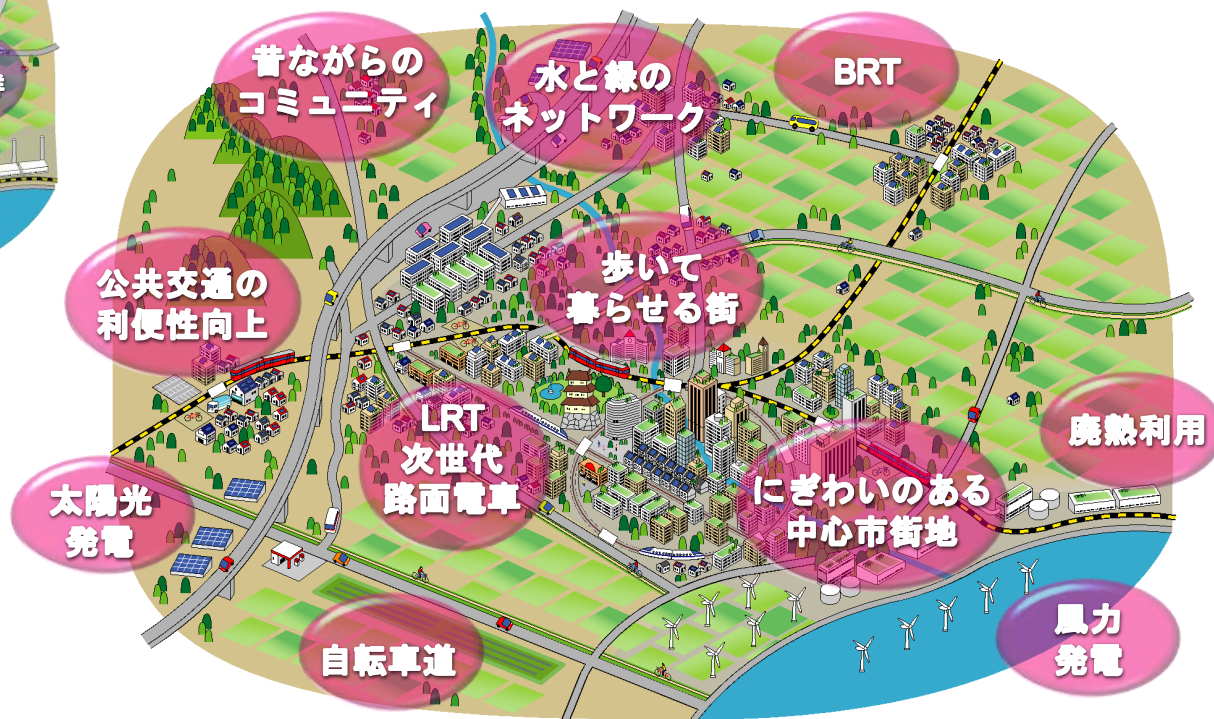 昔ながらの
コミュニティ
水と緑の
ネットワーク
BRT
公共交通の
利便性向上
歩いて
暮らせる街
LRT
次世代
路面電車
廃熱利用
太陽光
発電
にぎわいのある
中心市街地
自転車道
風力
発電